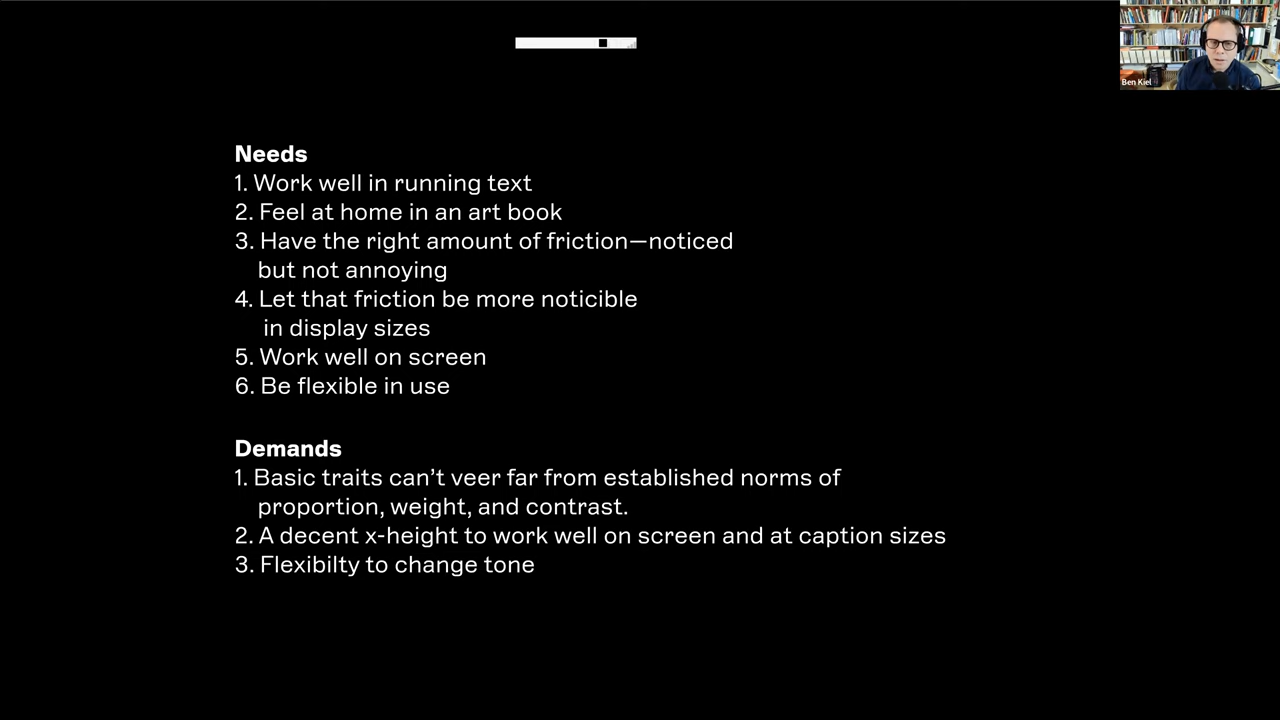 Ben Kiel
Needs
1. Work well in running text
2. Feel at home in an art book
3. Have the right amount of friction—noticed
but not annoying
4. Let that friction be more noticible
in display sizes
5. Work well on screen
6. Be flexible in use
Demands
1. Basic traits can’t veer far from established norms of
proportion, weight, and contrast.
2. A decent x-height to work well on screen and at caption sizes
3. Flexibilty to change tone